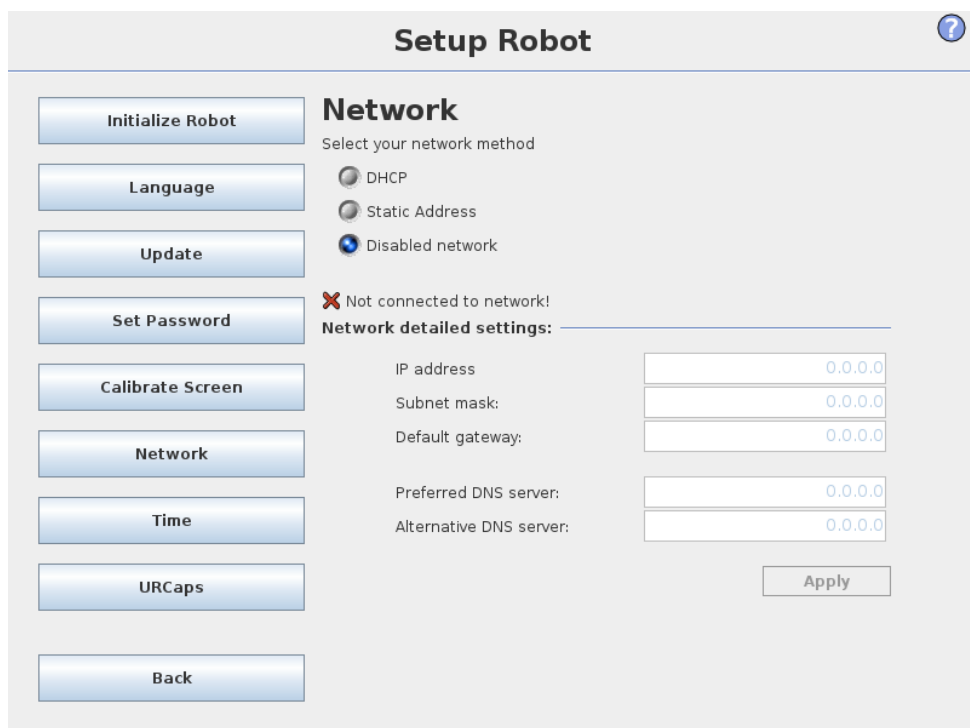 Setup Robot
?
Initialize Robot
Language
Update
Set Password
Calibrate Screen
Network
Time
URCaps
Back
Network
Select your network method
DHCP
Static Address
Disabled network
Not connected to network!
Network detailed settings:
IP address 0.0.0.0
Subnet mask: 0.0.0.0
Default gateway: 0.0.0.0
Preferred DNS server: 0.0.0.0
Alternative DNS server: 0.0.0.0
Apply